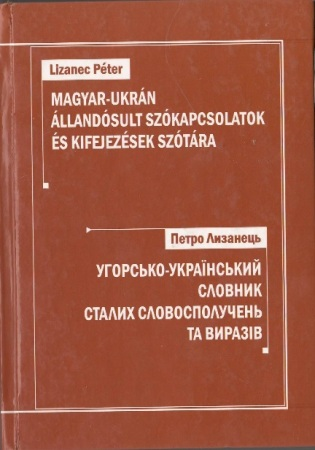 Lizanec Péter
MAGYAR-UKRÁN
ÁLLANDÓSULT SZÓKAPCSOLATOK
ÉS KIFEJEZÉSEK SZÓTÁRA
Петро Лизанець
УГОРСЬКО-УКРАЇНСЬКИЙ
СЛОВНИК
СТАЛИХ СЛОВОСПОЛУЧЕНЬ
ТА ВИРАЗІВ